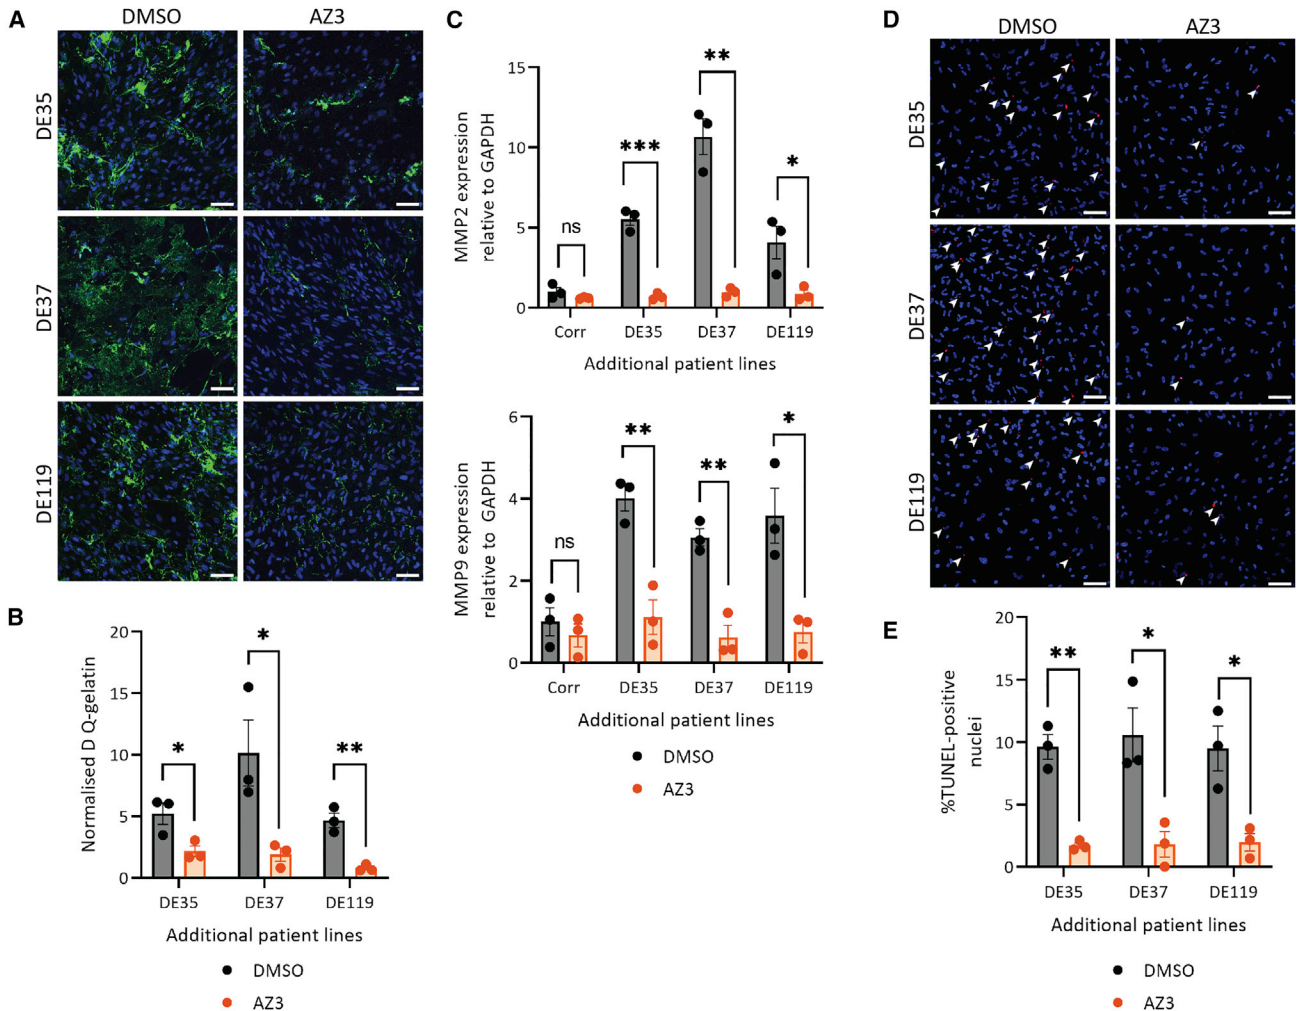 A
DMSO
AZ3
DE35
DE37
DE119
B
Normalised D Q-gelatin
20
15
10
5
0
*
*
**
DE35
DE37
DE119
Additional patient lines
DMSO
AZ3
C
MMP2 expression
relative to GAPDH
15
10
5
0
ns
***
**
*
Corr
DE35
DE37
DE119
Additional patient lines
MMP9 expression
relative to GAPDH
6
4
2
0
ns
**
**
*
Corr
DE35
DE37
DE119
Additional patient lines
DMSO
AZ3
D
DMSO
AZ3
DE35
DE37
DE119
E
%TUNEL-positive
nuclei
20
15
10
5
0
**
*
*
DE35
DE37
DE119
Additional patient lines
DMSO
AZ3